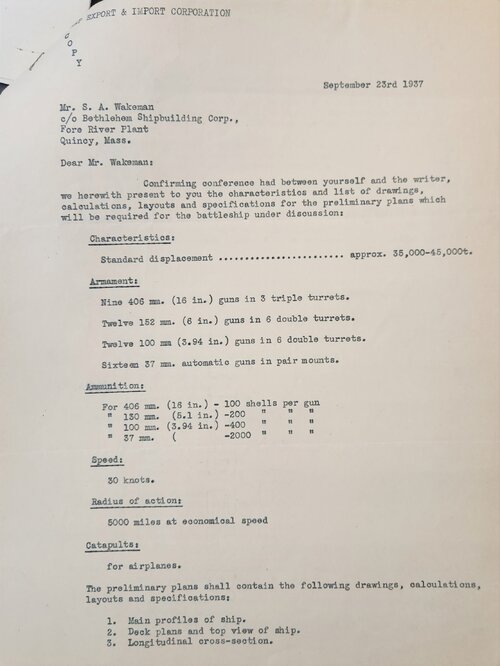 EXPORT & IMPORT CORPORATION
C
O
P
Y
September 23rd 1937
Mr. S. A. Wakeman
c/o Bethlehem Shipbuilding Corp.,
Fore River Plant
Quincy, Mass.
Dear Mr. Wakeman:
Confirming conference had between yourself and the writer,
we herewith present to you the characteristics and list of drawings,
calculations, layouts and specifications for the preliminary plans which
will be required for the battleship under discussion:
Characteristics:
Standard displacement ........................ approx. 35,000-45,000t.
Armament:
Nine 406 mm. (16 in.) guns in 3 triple turrets.
Twelve 152 mm. (6 in.) guns in 6 double turrets.
Twelve 100 mm (3.94 in.) guns in 6 double turrets.
Sixteen 37 mm. automatic guns in pair mounts.
Ammunition:
For 406 mm. (16 in.) - 100 shells per gun
" 130 mm. (5.1 in.) -200 " " "
" 100 mm. (3.94 in.) -400 " " "
" 37 mm. ( -2000 " " "
Speed:
30 knots.
Radius of action:
5000 miles at economical speed
Catapults:
for airplanes.
The preliminary plans shall contain the following drawings, calculations,
layouts and specifications:
1. Main profiles of ship.
2. Deck plans and top view of ship.
3. Longitudinal cross-section.